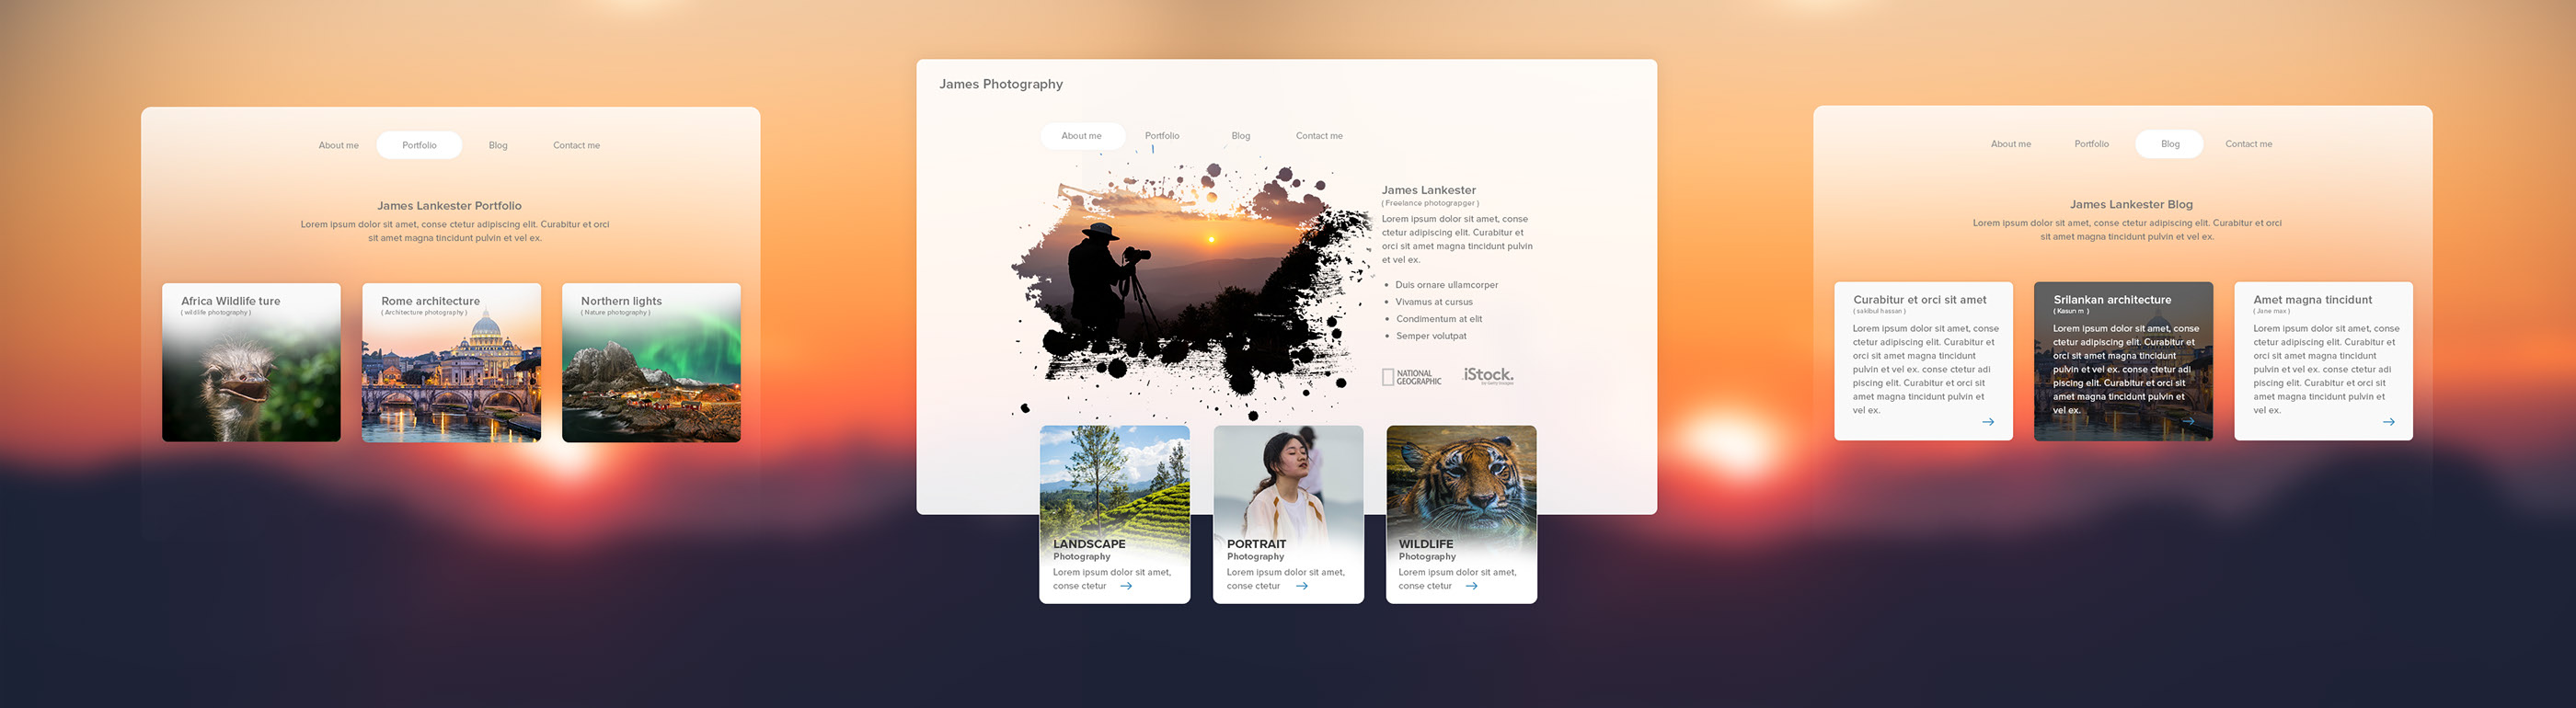 About me
Portfolio
Blog
Contact me
James Lankester Portfolio
Lorem ipsum dolor sit amet, conse ctetur adipiscing elit. Curabitur et orci
sit amet magna tincidunt pulvin et vel ex.
Africa Wildlife ture
( wildlife photography )
Rome architecture
( Architecture photography )
Northern lights
( Nature photography )
James Photography
About me
Portfolio
Blog
Contact me
James Lankester
( Freelance photograpger )
Lorem ipsum dolor sit amet, conse
ctetur adipiscing elit. Curabitur et
orci sit amet magna tincidunt pulvin
et vel ex.
• Duis ornare ullamcorper
• Vivamus at cursus
• Condimentum at elit
• Semper volutpat
NATIONAL
GEOGRAPHIC
iStock.
by Getty Images
LANDSCAPE
Photography
Lorem ipsum dolor sit amet,
conse ctetur
PORTRAIT
Photography
Lorem ipsum dolor sit amet,
conse ctetur
WILDLIFE
Photography
Lorem ipsum dolor sit amet,
conse ctetur
About me
Portfolio
Blog
Contact me
James Lankester Blog
Lorem ipsum dolor sit amet, conse ctetur adipiscing elit. Curabitur et orci
sit amet magna tincidunt pulvin et vel ex.
Curabitur et orci sit amet
( sakibul hassan )
Lorem ipsum dolor sit amet, conse
ctetur adipiscing elit. Curabitur et
orci sit amet magna tincidunt
pulvin et vel ex. conse ctetur adi
piscing elit. Curabitur et orci sit
amet magna tincidunt pulvin et
vel ex.
Srilankan architecture
( Kasun m )
Lorem ipsum dolor sit amet, conse
ctetur adipiscing elit. Curabitur et
orci sit amet magna tincidunt
pulvin et vel ex. conse ctetur adi
piscing elit. Curabitur et orci sit
amet magna tincidunt pulvin et
vel ex.
Amet magna tincidunt
( Jane max )
Lorem ipsum dolor sit amet, conse
ctetur adipiscing elit. Curabitur et
orci sit amet magna tincidunt
pulvin et vel ex. conse ctetur adi
piscing elit. Curabitur et orci sit
amet magna tincidunt pulvin et
vel ex.